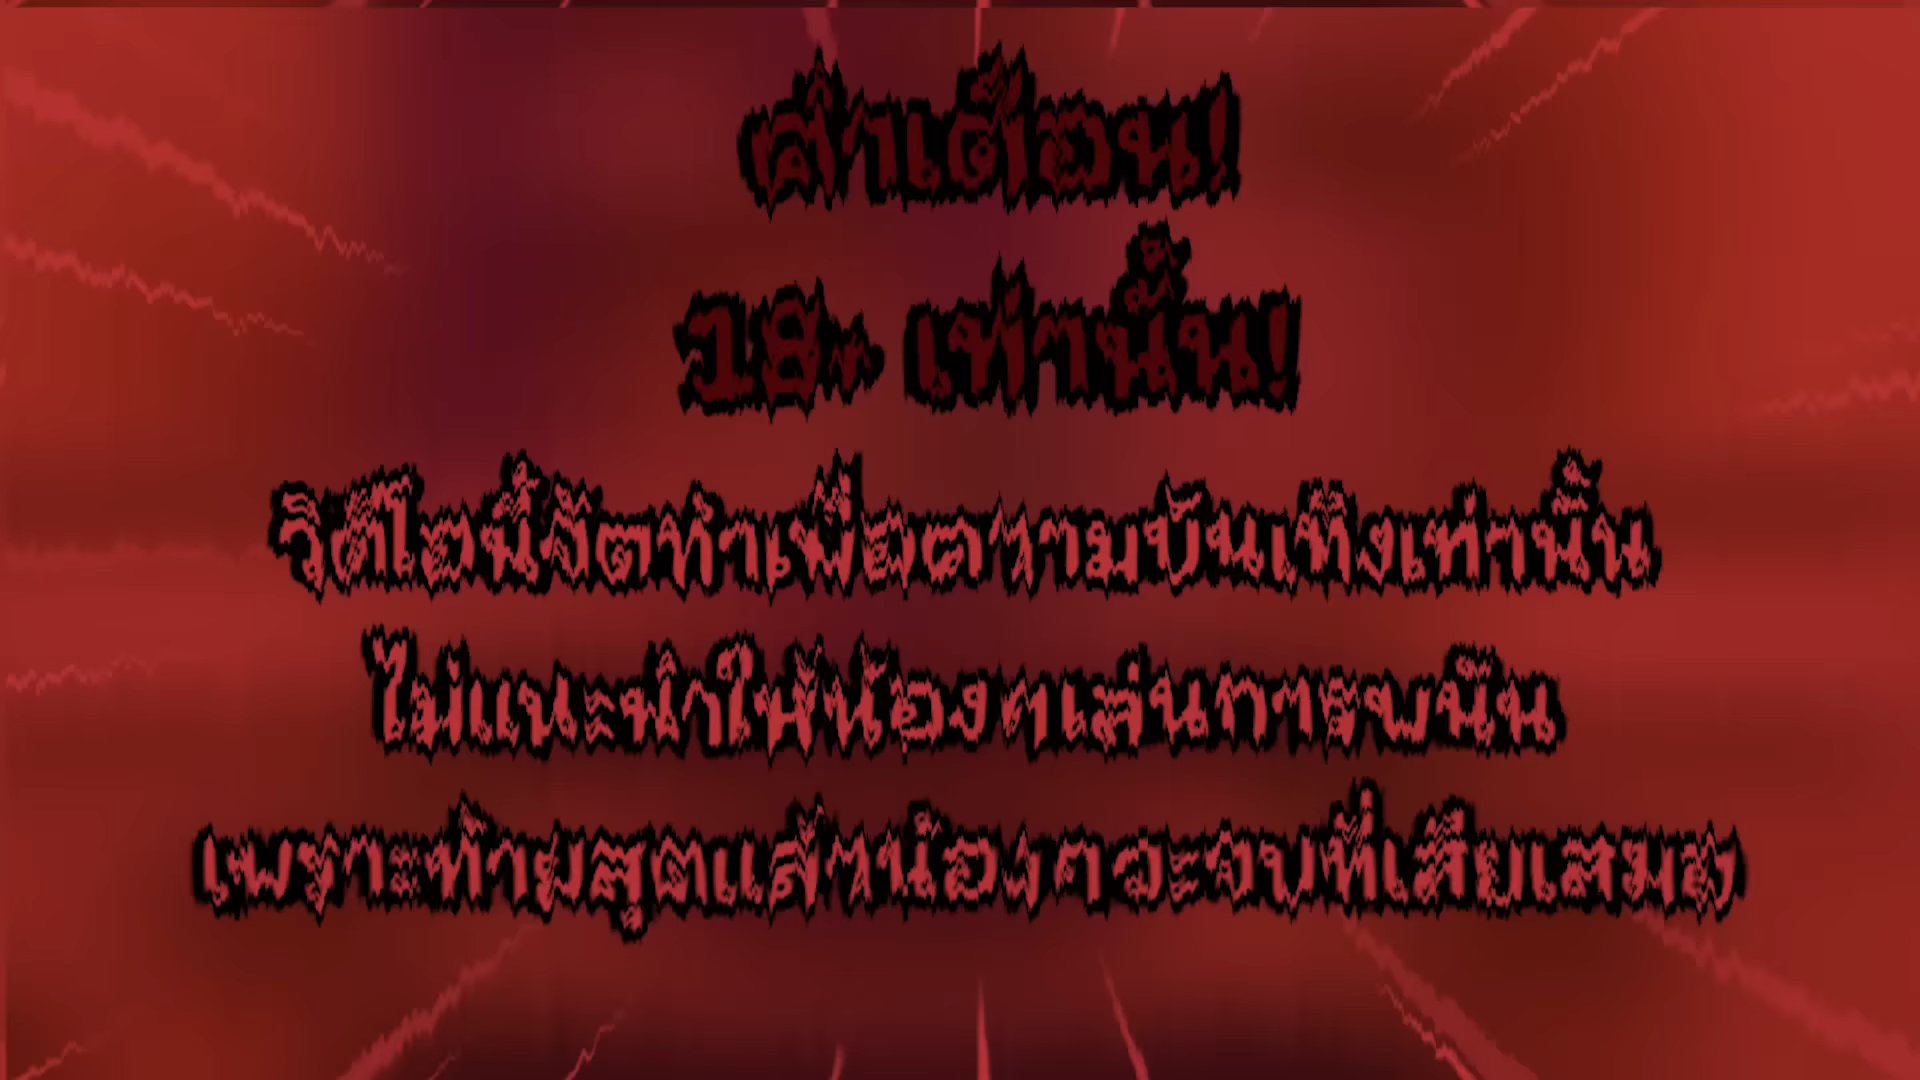 คำเตือน!
18+ เท่านั้น!
วิดีโอนี้จัดทำเพื่อความบันเทิงเท่านั้น
ไม่แนะนำให้น้องๆเล่นการพนัน
เพราะท้ายสุดแล้วน้องๆจะจบที่เสียเสมอ